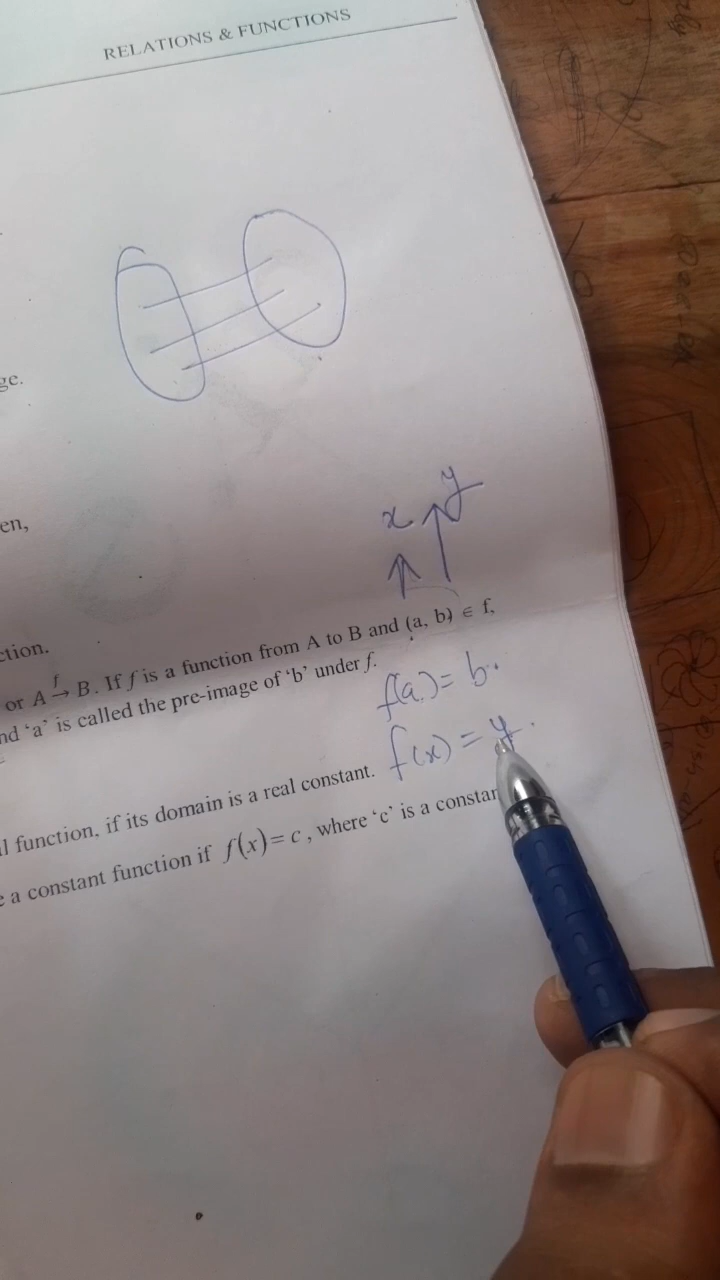 RELATIONS & FUNCTIONS
ge.
en,
x y
ction.
or A f→ B. If f is a function from A to B and (a, b) ∈ f,
nd ‘a’ is called the pre-image of ‘b’ under f.
f(a) = b
f(x) = y
l function, if its domain is a real constant.
e a constant function if f(x) = c, where ‘c’ is a constan